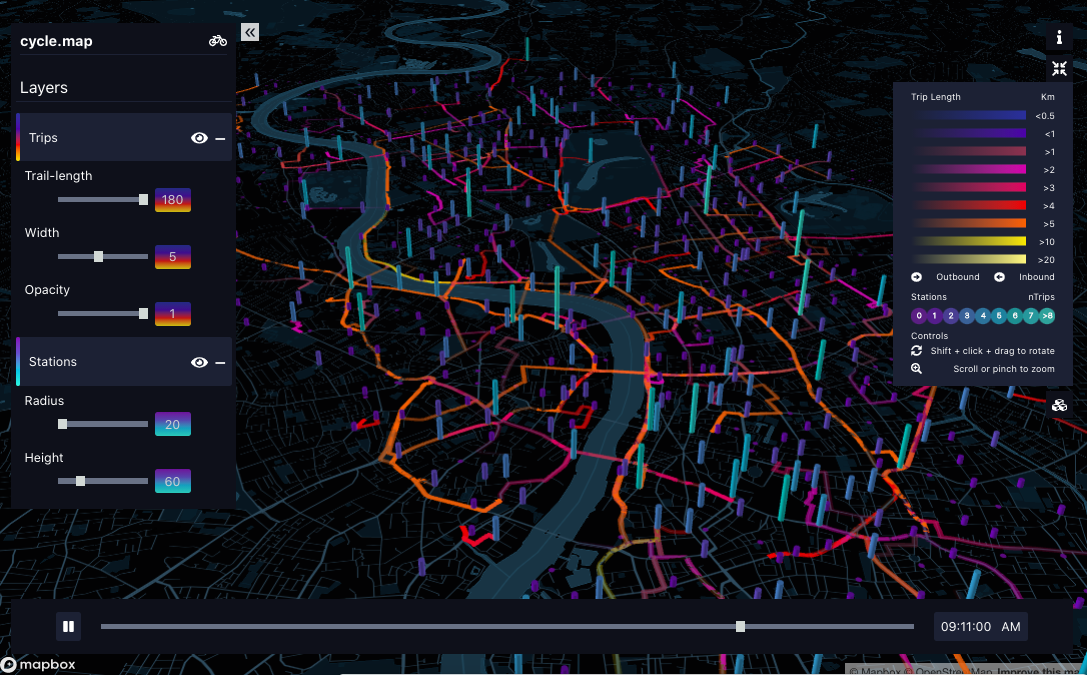 cycle.map
«
Layers
Trips
Trail-length
180
Width
5
Opacity
1
Stations
Radius
20
Height
60
Trip Length Km
<0.5
<1
>1
>2
>3
>4
>5
>10
>20
Outbound Inbound
Stations nTrips
0 1 2 3 4 5 6 7 >8
Controls
Shift + click + drag to rotate
Scroll or pinch to zoom
09:11:00 AM
mapbox
© Mapbox © OpenStreetMap Improve this ma